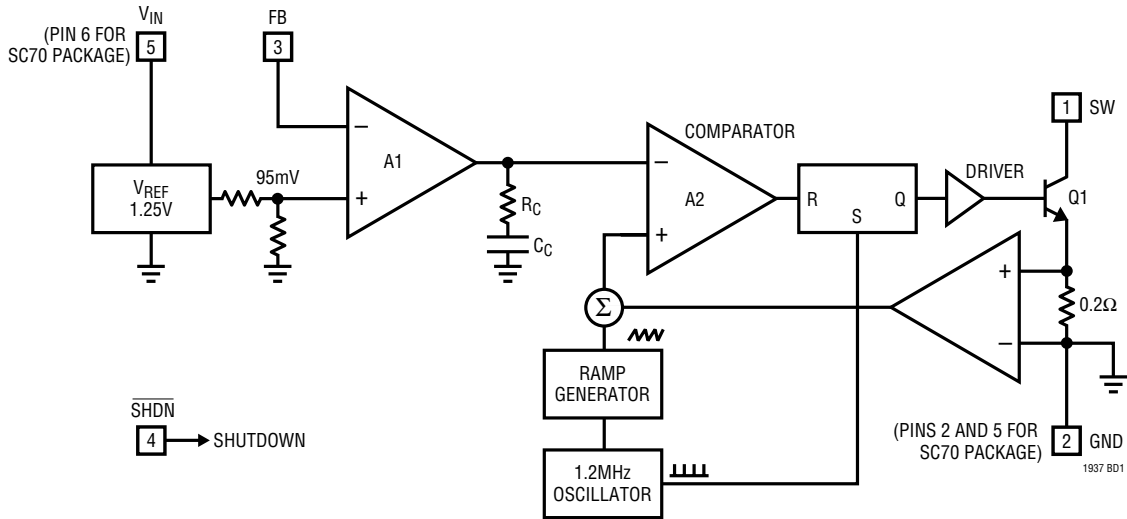 VIN
(PIN 6 FOR
SC70 PACKAGE)
5
FB
3
VREF
1.25V
95mV
−
+
A1
RC
CC
COMPARATOR
−
+
A2
R
S
Q
DRIVER
1
SW
Q1
+
−
0.2Ω
Σ
RAMP
GENERATOR
1.2MHz
OSCILLATOR
SHDN
4
SHUTDOWN
(PINS 2 AND 5 FOR
SC70 PACKAGE)
2
GND
1937 BD1